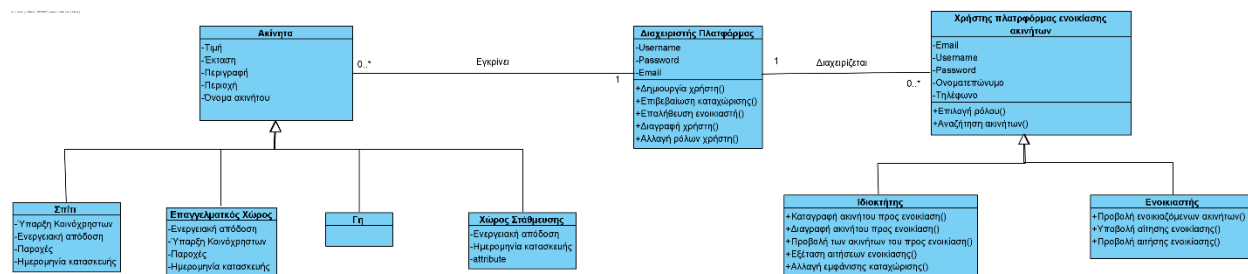 Ακίνητα
-Τιμή
-Έκταση
-Περιγραφή
-Περιοχή
-Όνομα ακινήτου
0..*
Εγκρίνει
1
Διαχειριστής Πλατφόρμας
-Username
-Password
-Email
+Δημιουργία χρήστη()
+Επιβεβαίωση καταχώρισης()
+Επαλήθευση ενοικιαστή()
+Διαγραφή χρήστη()
+Αλλαγή ρόλων χρήστη()
1
Διαχειρίζεται
0..*
Χρήστης πλατρφόρμας ενοικίασης
ακινήτων
-Email
-Username
-Password
-Ονοματεπώνυμο
-Τηλέφωνο
+Επιλογή ρόλου()
+Αναζήτηση ακινήτων()
Σπίτι
-Ύπαρξη Κοινόχρηστων
-Ενεργειακή απόδοση
-Παροχές
-Ημερομηνία κατασκευής
Επαγγελματκός Χώρος
-Ενεργειακή απόδοση
-Ύπαρξη Κοινόχρηστων
-Παροχές
-Ημερομηνία κατασκευής
Γη
Χώρος Στάθμευσης
-Ενεργειακή απόδοση
-Ημερομηνία κατασκευής
-attribute
Ιδιοκτήτης
+Καταγραφή ακινήτου προς ενοικίαση()
+Διαγραφή ακινήτου προς ενοικίαση()
+Προβολή των ακινήτων του προς ενοικίαση()
+Εξέταση αιτήσεων ενοικίασης()
+Αλλαγή εμφάνισης καταχώρισης()
Ενοικιαστής
+Προβολή ενοικιαζόμενων ακινήτων()
+Υποβολή αίτησης ενοικίασης()
+Προβολή αιτήσης ενοικίασης()